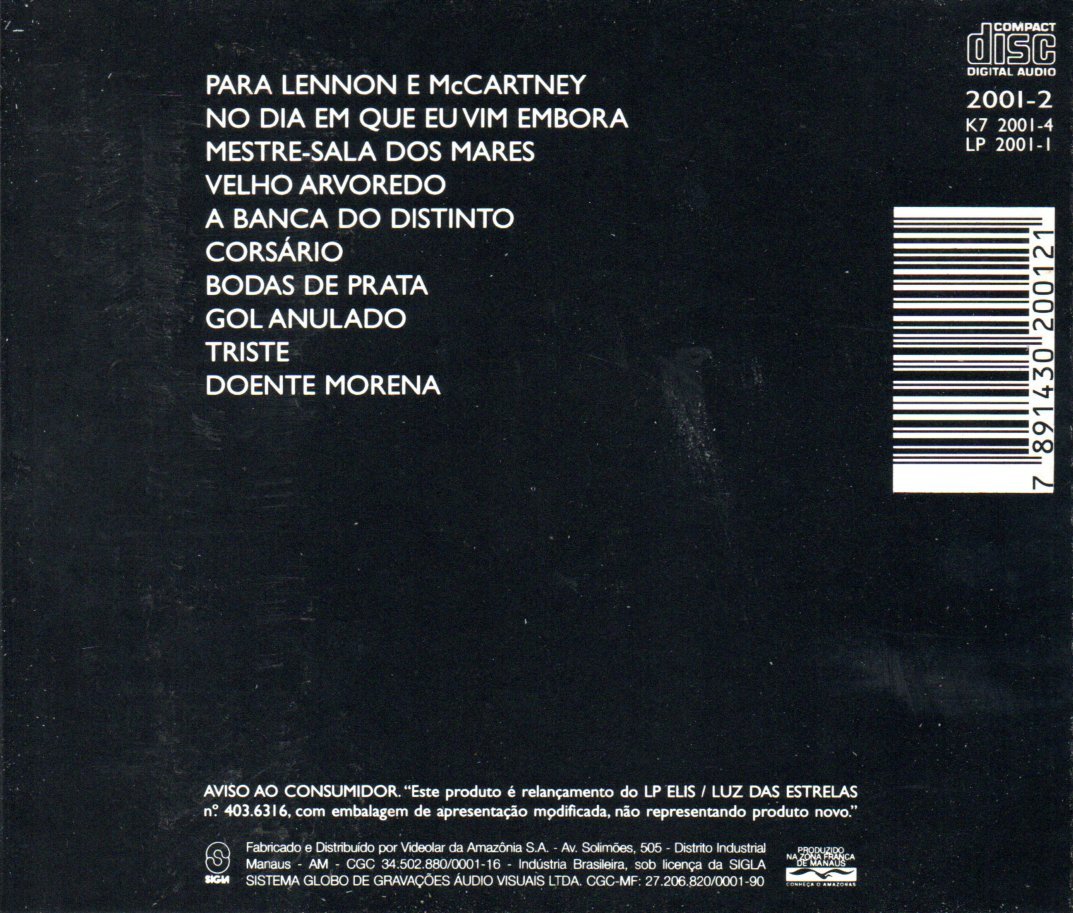 COMPACT
disc
DIGITAL AUDIO
2001-2
K7 2001-4
LP 2001-1
PARA LENNON E McCARTNEY
NO DIA EM QUE EU VIM EMBORA
MESTRE-SALA DOS MARES
VELHO ARVOREDO
A BANCA DO DISTINTO
CORSÁRIO
BODAS DE PRATA
GOL ANULADO
TRISTE
DOENTE MORENA
7 891430 200121
AVISO AO CONSUMIDOR. “Este produto é relançamento do LP ELIS / LUZ DAS ESTRELAS
nº 403.6316, com embalagem de apresentação modificada, não representando produto novo.”
SIGLA
Fabricado e Distribuído por Videolar da Amazônia S.A. - Av. Solimões, 505 - Distrito Industrial
Manaus - AM - CGC 34.502.880/0001-16 - Indústria Brasileira, sob licença da SIGLA
SISTEMA GLOBO DE GRAVAÇÕES ÁUDIO VISUAIS LTDA. CGC-MF: 27.206.820/0001-90
PRODUZIDO
NA ZONA FRANCA
DE MANAUS
CONHEÇA O AMAZONAS